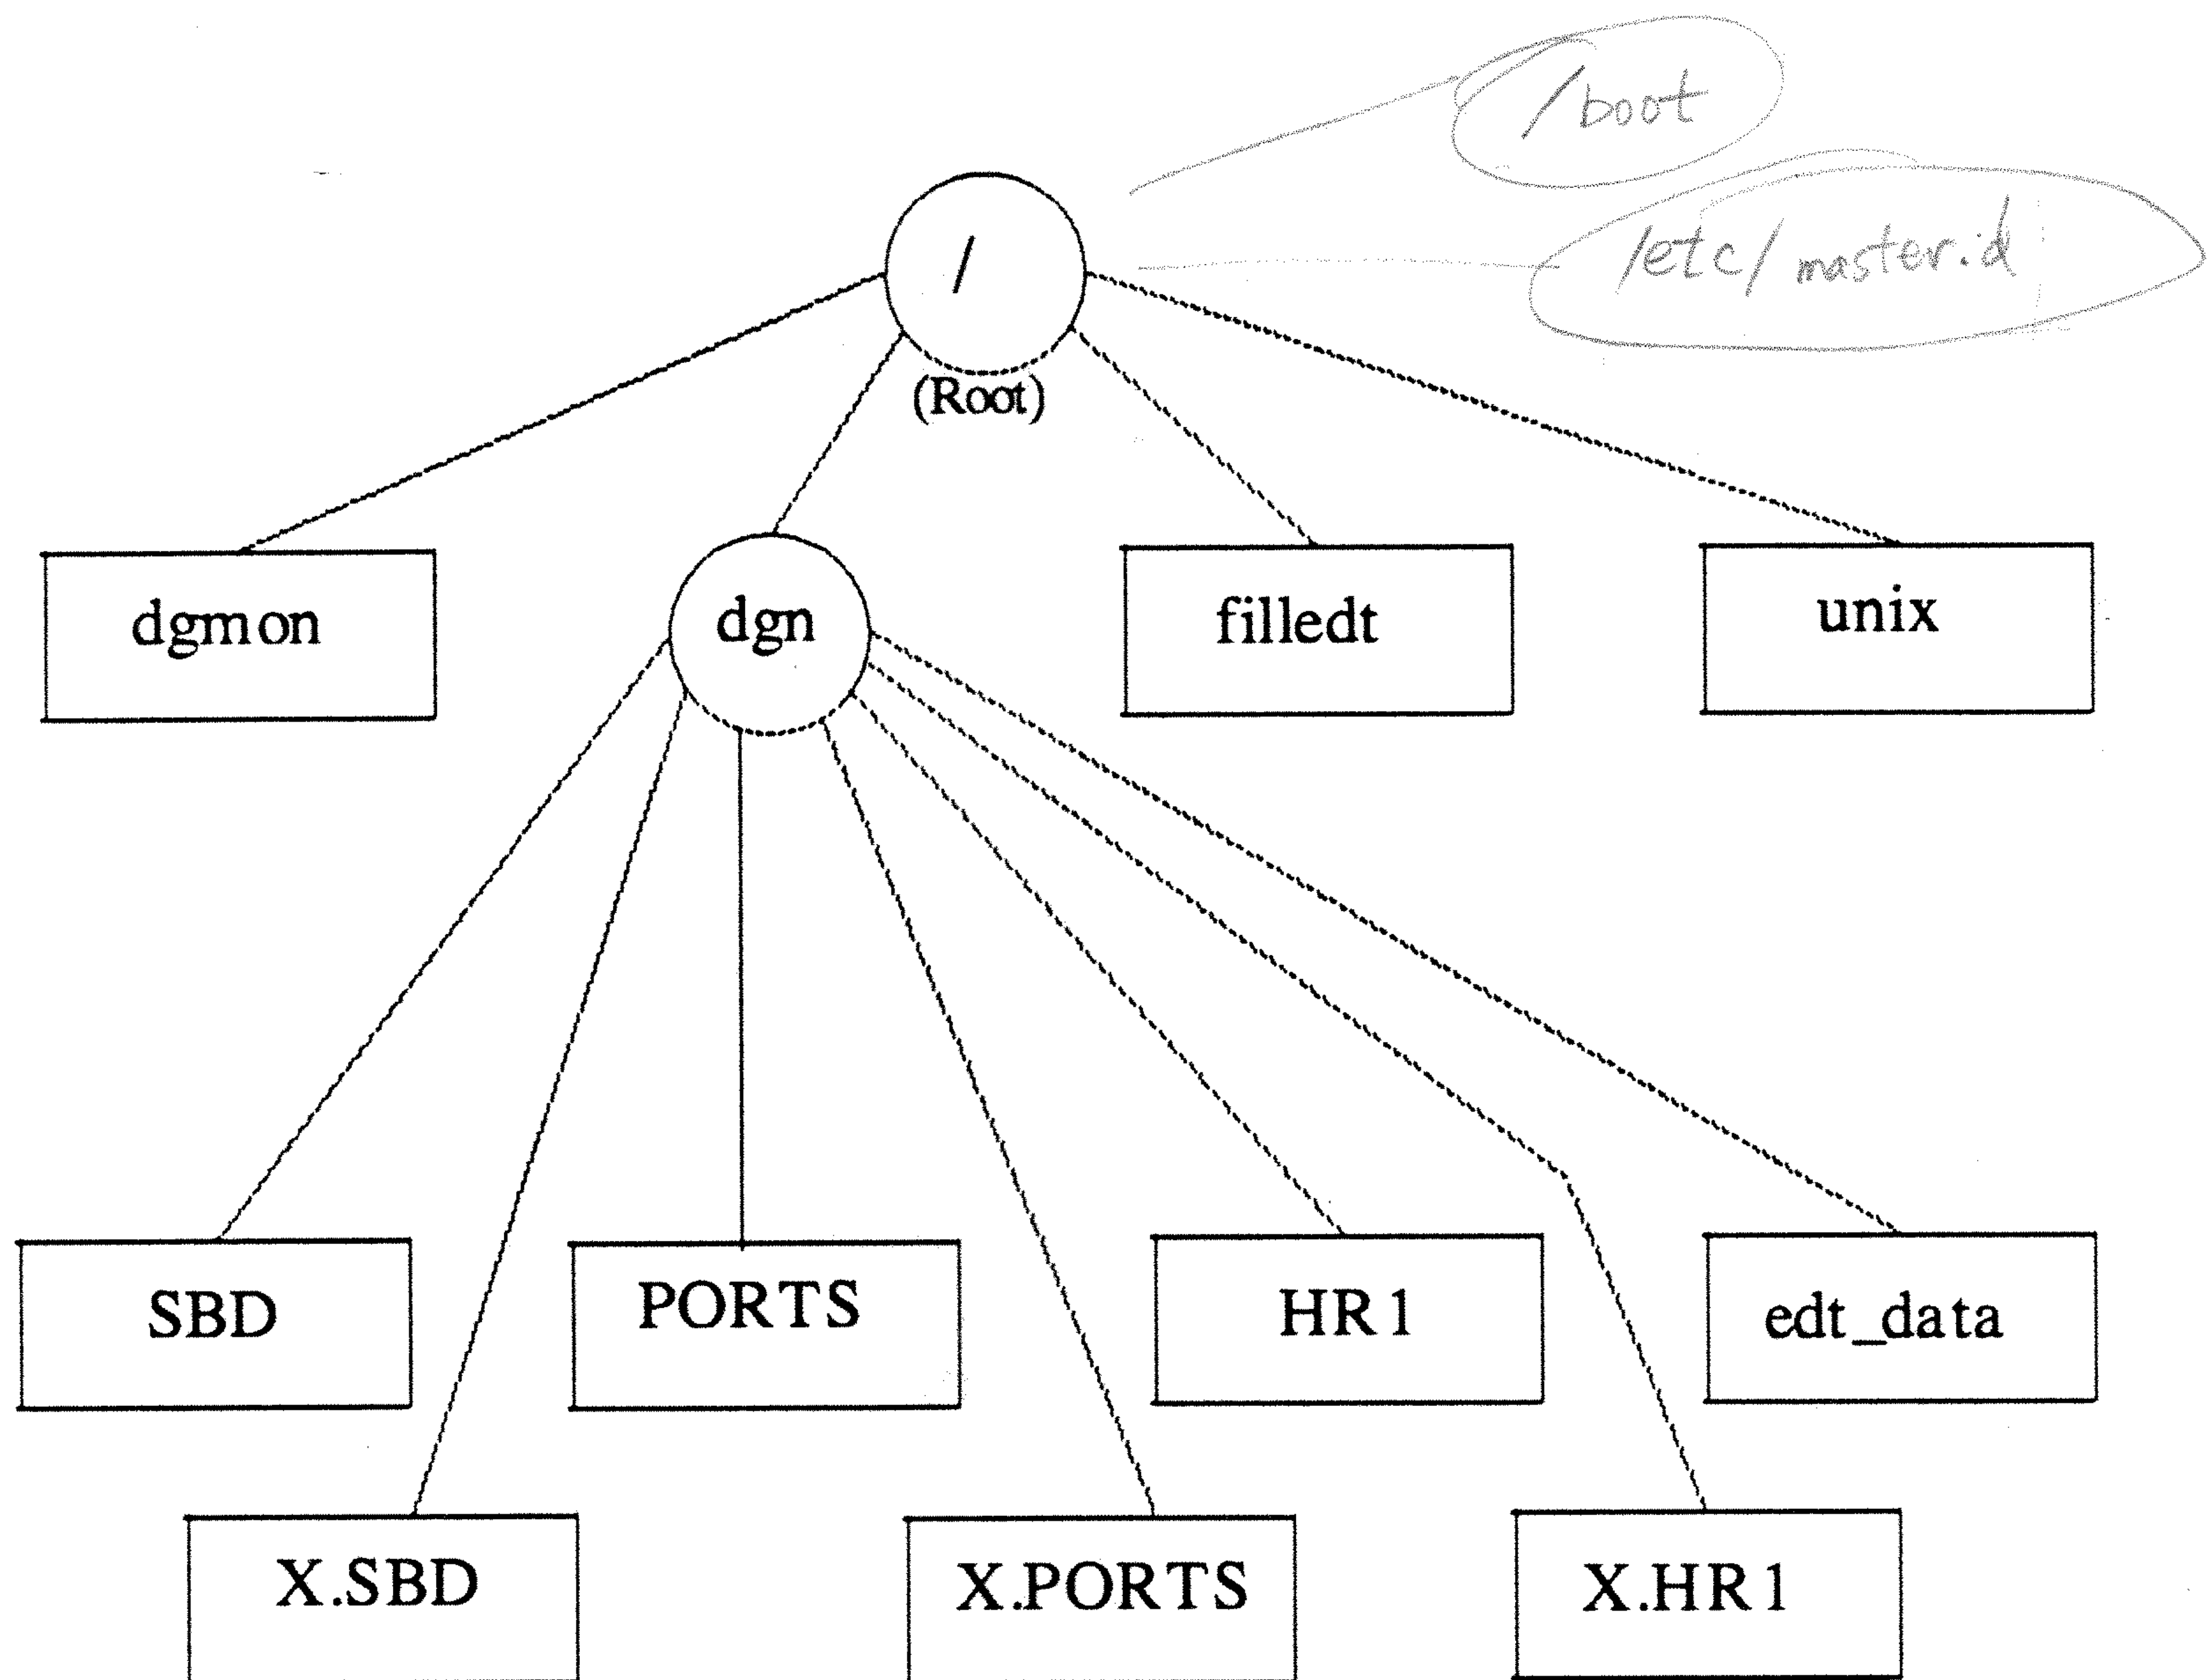 /boot
/etc/master.d
/
(Root)
dgmon
dgn
filledt
unix
SBD
PORTS
HR1
edt_data
X.SBD
X.PORTS
X.HR1